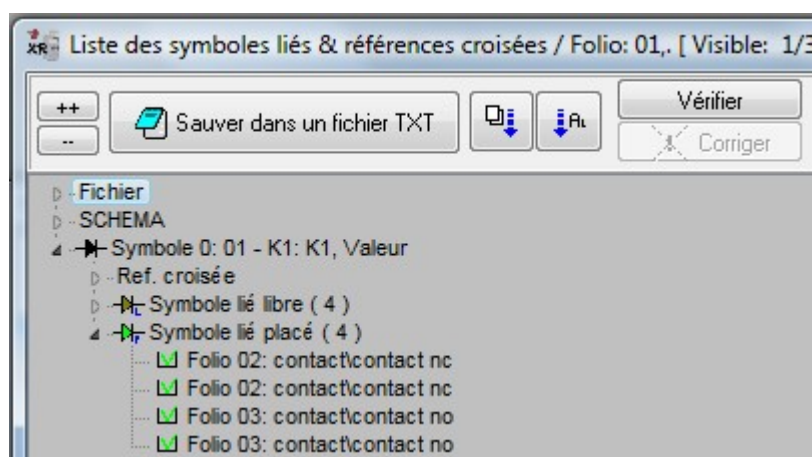 XR Liste des symboles liés & références croisées / Folio: 01,. [ Visible: 1/3
++
Sauver dans un fichier TXT
Vérifier
--
Corriger
Fichier
SCHEMA
Symbole 0: 01 - K1: K1, Valeur
Ref. croisée
Symbole lié libre ( 4 )
Symbole lié placé ( 4 )
Folio 02: contact\contact nc
Folio 02: contact\contact nc
Folio 03: contact\contact no
Folio 03: contact\contact no